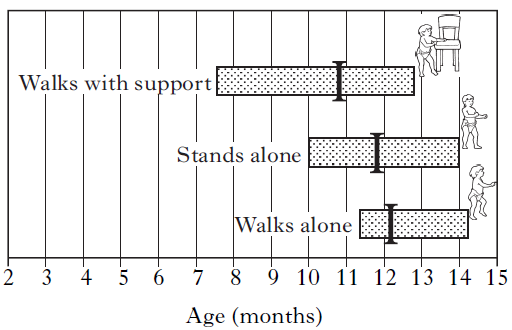 Walks with support
Stands alone
Walks alone
2 3 4 5 6 7 8 9 10 11 12 13 14 15
Age (months)